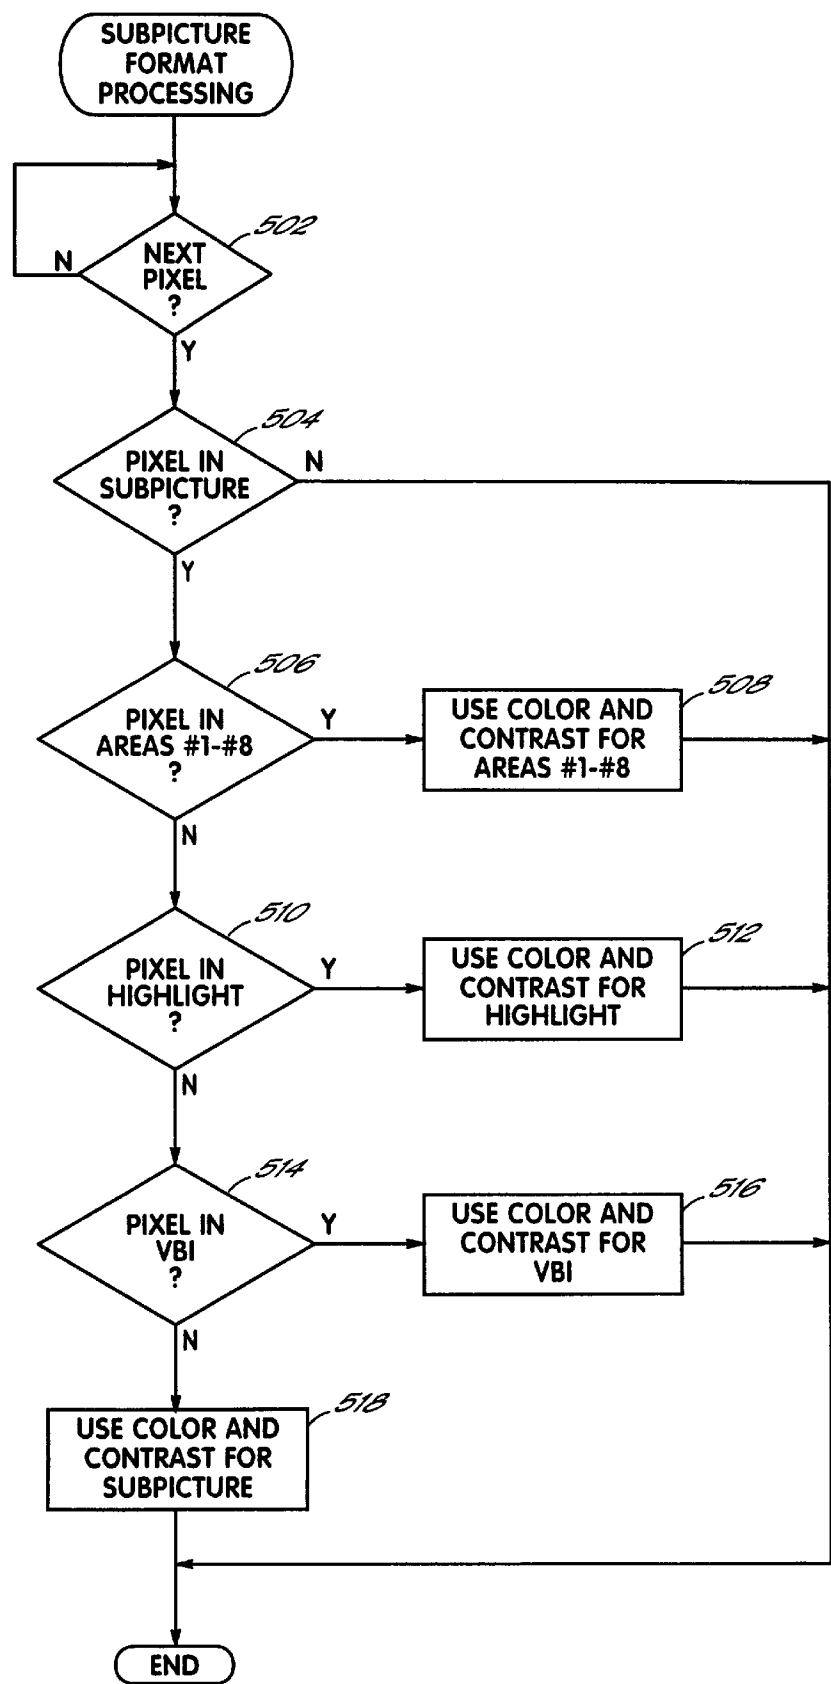 SUBPICTURE
FORMAT
PROCESSING
502
NEXT
PIXEL
?
N
Y
504
PIXEL IN
SUBPICTURE
?
N
Y
506
PIXEL IN
AREAS #1-#8
?
Y
508
USE COLOR AND
CONTRAST FOR
AREAS #1-#8
N
510
PIXEL IN
HIGHLIGHT
?
Y
512
USE COLOR AND
CONTRAST FOR
HIGHLIGHT
N
514
PIXEL IN
VBI
?
Y
516
USE COLOR AND
CONTRAST FOR
VBI
N
518
USE COLOR AND
CONTRAST FOR
SUBPICTURE
END